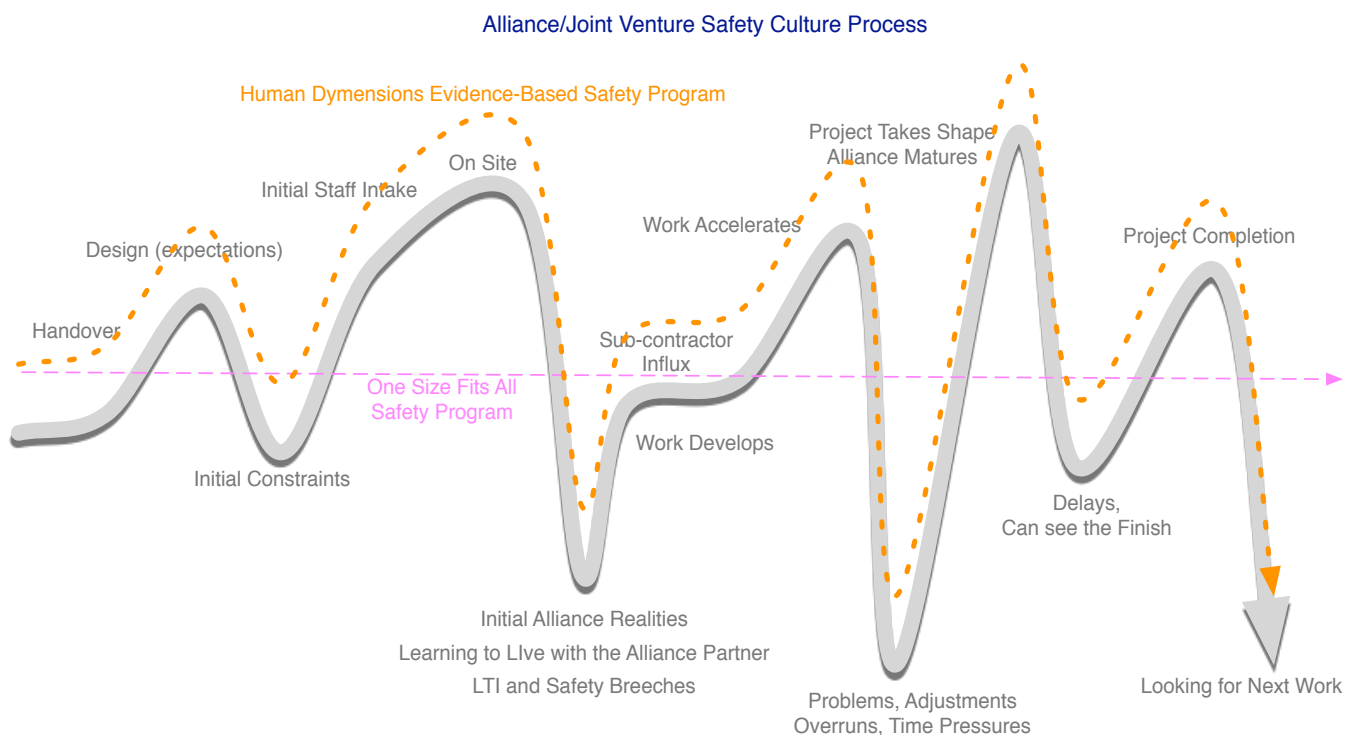 Alliance/Joint Venture Safety Culture Process
Human Dymensions Evidence-Based Safety Program
Handover
Design (expectations)
Initial Constraints
Initial Staff Intake
On Site
One Size Fits All
Safety Program
Initial Alliance Realities
Learning to LIve with the Alliance Partner
LTI and Safety Breeches
Sub-contractor
Influx
Work Develops
Work Accelerates
Project Takes Shape
Alliance Matures
Problems, Adjustments
Overruns, Time Pressures
Delays,
Can see the Finish
Project Completion
Looking for Next Work